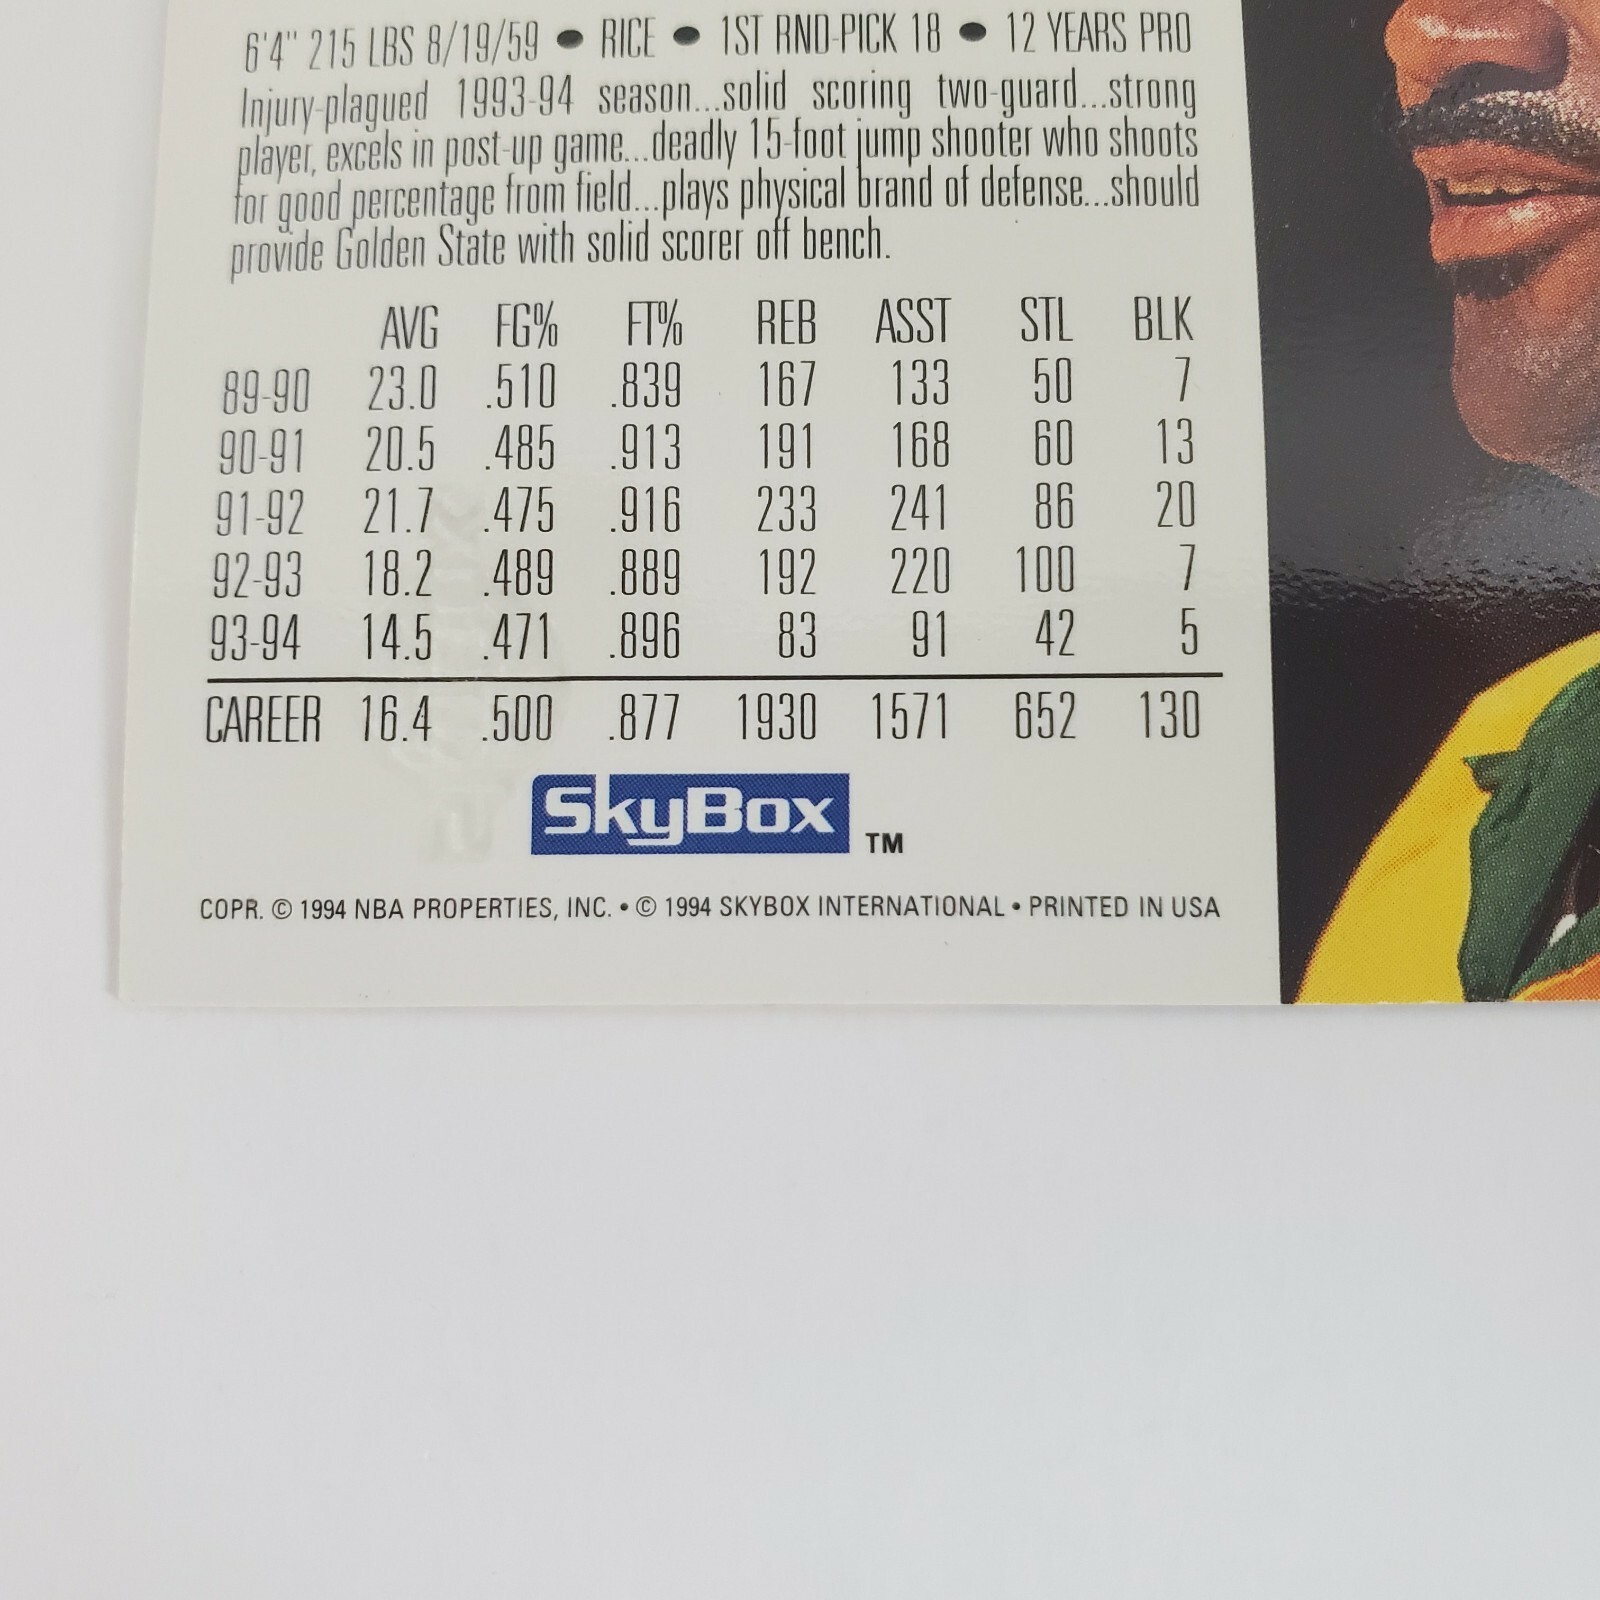 6'4" 215 LBS 8/19/59 • RICE • 1ST RND-PICK 18 • 12 YEARS PRO
Injury-plagued 1993-94 season...solid scoring two-guard...strong
player, excels in post-up game...deadly 15-foot jump shooter who shoots
for good percentage from field...plays physical brand of defense...should
provide Golden State with solid scorer off bench.
AVG FG% FT% REB ASST STL BLK
89-90 23.0 .510 .839 167 133 50 7
90-91 20.5 .485 .913 191 168 60 13
91-92 21.7 .475 .916 233 241 86 20
92-93 18.2 .489 .889 192 220 100 7
93-94 14.5 .471 .896 83 91 42 5
CAREER 16.4 .500 .877 1930 1571 652 130
SkyBox TM
COPR. © 1994 NBA PROPERTIES, INC. • © 1994 SKYBOX INTERNATIONAL • PRINTED IN USA